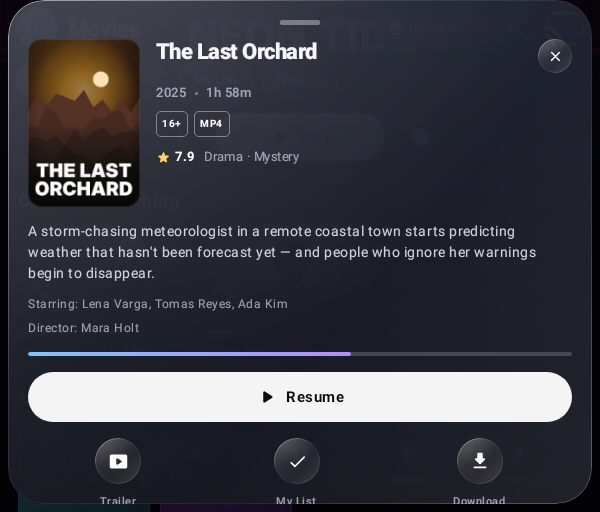 The Last Orchard
2025 • 1h 58m
16+ MP4
7.9 Drama · Mystery
THE LAST
ORCHARD
A storm-chasing meteorologist in a remote coastal town starts predicting
weather that hasn't been forecast yet — and people who ignore her warnings
begin to disappear.
Starring: Lena Varga, Tomas Reyes, Ada Kim
Director: Mara Holt
Resume
Trailer My List Download